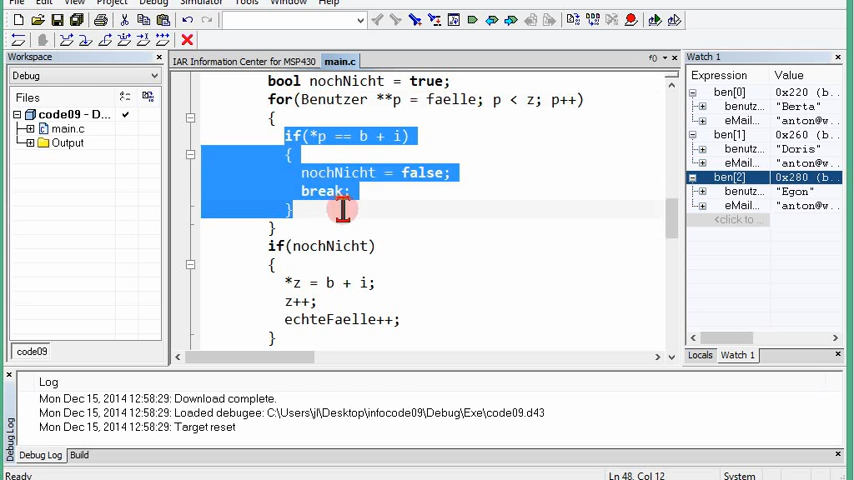 File Edit View Project Debug Simulator Tools Window Help
Workspace
Debug
Files
code09 - D...
main.c
Output
code09
IAR Information Center for MSP430 main.c
f0
bool nochNicht = true;
for(Benutzer **p = faelle; p < z; p++)
{
if(*p == b + i)
{
nochNicht = false;
break;
}
}
if(nochNicht)
{
*z = b + i;
z++;
echteFaelle++;
}
Watch 1
Expression Value
ben[0] 0x220 (b...
benutz... "Berta"
eMail... "anton@w...
ben[1] 0x260 (b...
benutz... "Doris"
eMail... "anton@w...
ben[2] 0x280 (b...
benutz... "Egon"
eMail... "anton@w...
<click to ...
Locals Watch 1
Log
Mon Dec 15, 2014 12:58:29: Download complete.
Mon Dec 15, 2014 12:58:29: Loaded debugee: C:\Users\jl\Desktop\infocode09\Debug\Exe\code09.d43
Mon Dec 15, 2014 12:58:29: Target reset
Debug Log
Debug Log Build
Ready Ln 48, Col 12 System